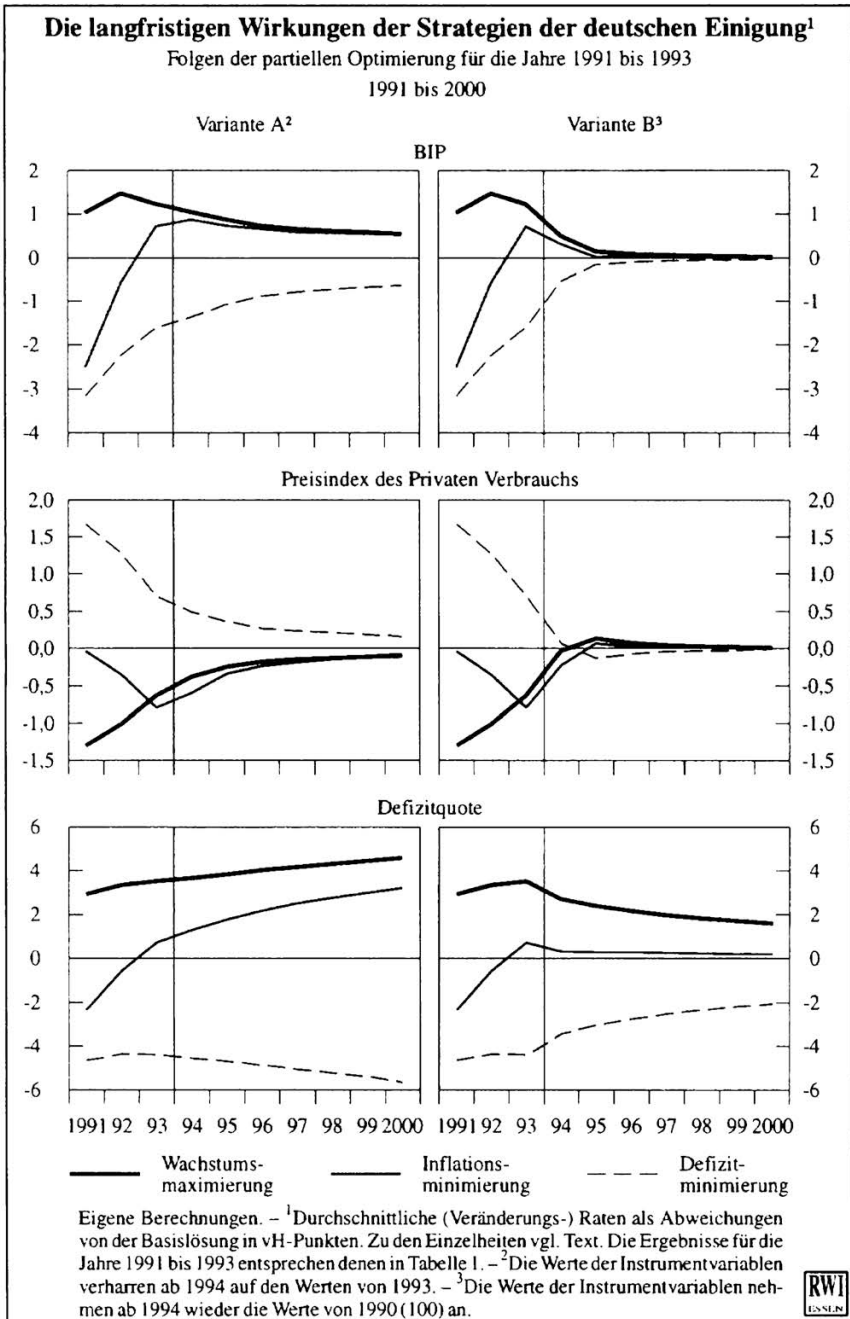 Die langfristigen Wirkungen der Strategien der deutschen Einigung¹
Folgen der partiellen Optimierung für die Jahre 1991 bis 1993
1991 bis 2000
Variante A² Variante B³
BIP
2 2
1 1
0 0
-1 -1
-2 -2
-3 -3
-4 -4
Preisindex des Privaten Verbrauchs
2,0 2,0
1,5 1,5
1,0 1,0
0,5 0,5
0,0 0,0
-0,5 -0,5
-1,0 -1,0
-1,5 -1,5
Defizitquote
6 6
4 4
2 2
0 0
-2 -2
-4 -4
-6 -6
1991 92 93 94 95 96 97 98 99 2000 1991 92 93 94 95 96 97 98 99 2000
Wachstums- Inflations- Defizit-
maximierung minimierung minimierung
Eigene Berechnungen. – ¹Durchschnittliche (Veränderungs-) Raten als Abweichungen
von der Basislösung in vH-Punkten. Zu den Einzelheiten vgl. Text. Die Ergebnisse für die
Jahre 1991 bis 1993 entsprechen denen in Tabelle 1. – ²Die Werte der Instrumentvariablen
verharren ab 1994 auf den Werten von 1993. – ³Die Werte der Instrumentvariablen neh-
men ab 1994 wieder die Werte von 1990 (100) an.
RWI
ESSEN